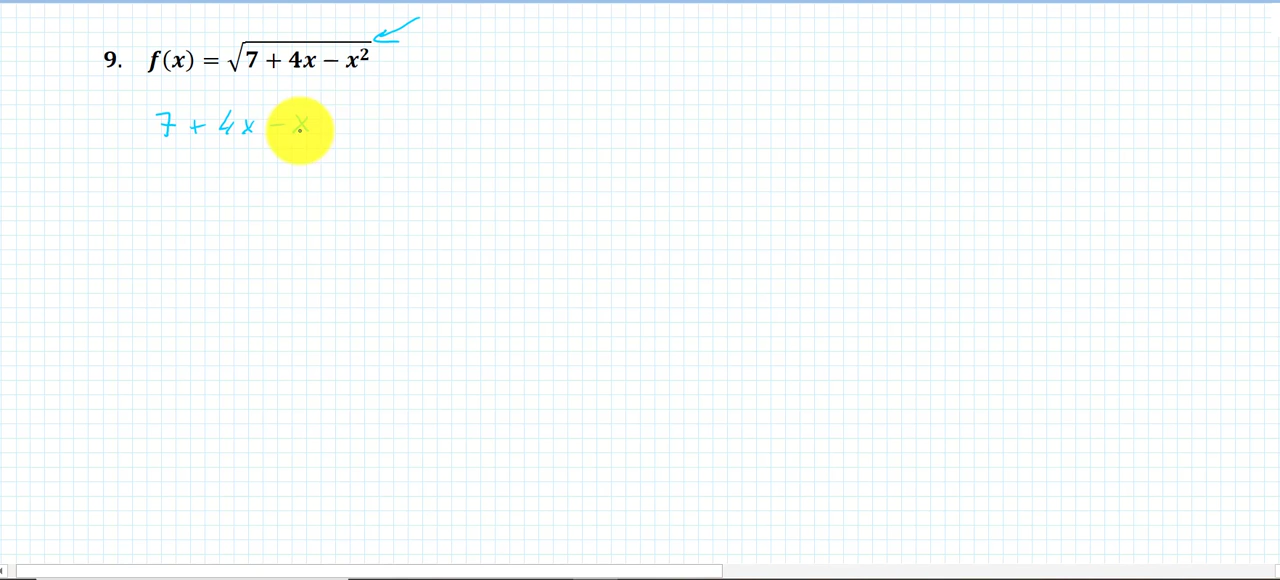 9. f(x) = √(7 + 4x − x²)
7 + 4x − x